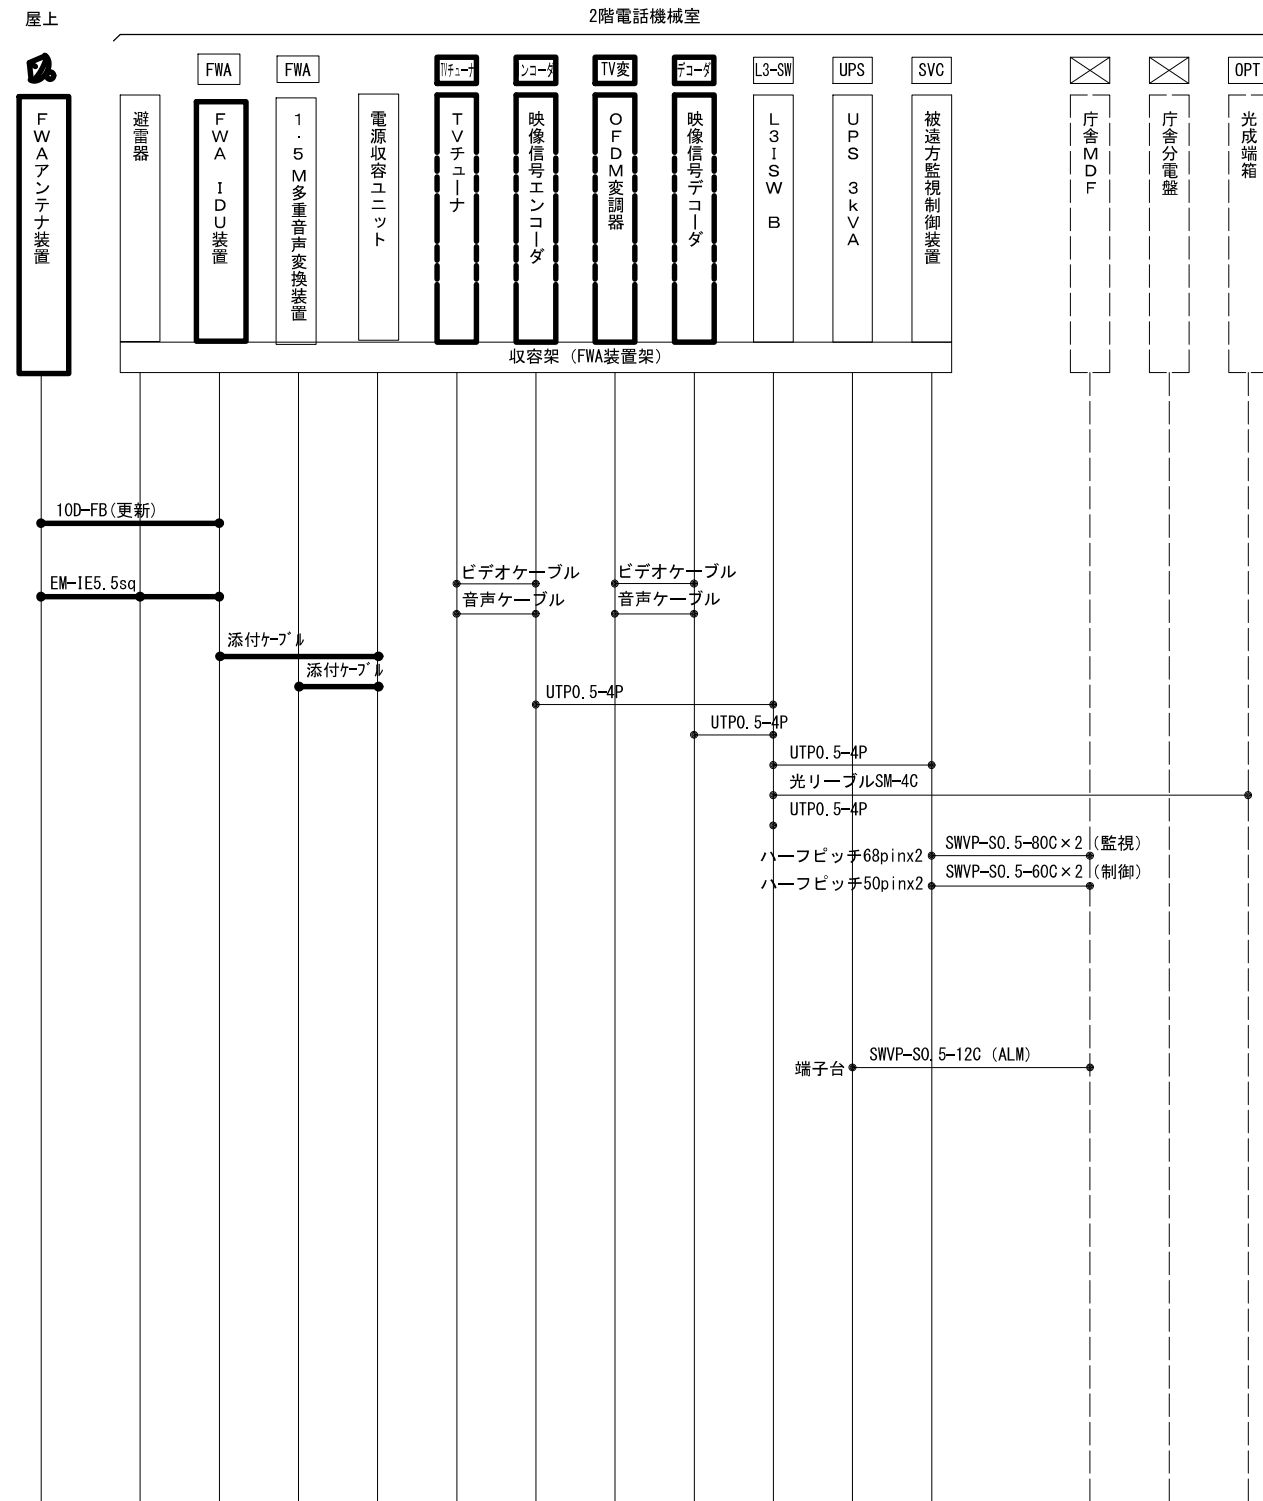 屋上
2階電話機械室
FWA
FWA
TVチューナ
ンコーダ
TV変
デコーダ
L3-SW
UPS
SVC
OPT
FWAアンテナ装置
避雷器
FWA IDU装置
1.5M多重音声変換装置
電源収容ユニット
TVチューナ
映像信号エンコーダ
OFDM変調器
映像信号デコーダ
L3ISW B
UPS 3kVA
被遠方監視制御装置
庁舎MDF
庁舎分電盤
光成端箱
収容架（FWA装置架）
10D-FB(更新)
EM-IE5.5sq
ビデオケーブル
ビデオケーブル
音声ケーブル
音声ケーブル
添付ケーブル
添付ケーブル
UTP0.5-4P
UTP0.5-4P
UTP0.5-4P
光リーブルSM-4C
UTP0.5-4P
ハーフピッチ68pinx2
SWVP-S0.5-80C×2（監視）
ハーフピッチ50pinx2
SWVP-S0.5-60C×2（制御）
端子台
SWVP-S0.5-12C（ALM）